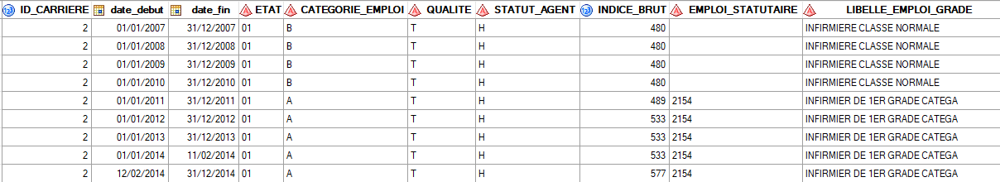 ID_CARRIERE date_debut date_fin ETAT CATEGORIE_EMPLOI QUALITE STATUT_AGENT INDICE_BRUT EMPLOI_STATUTAIRE LIBELLE_EMPLOI_GRADE
2 01/01/2007 31/12/2007 01 B T H 480 INFIRMIERE CLASSE NORMALE
2 01/01/2008 31/12/2008 01 B T H 480 INFIRMIERE CLASSE NORMALE
2 01/01/2009 31/12/2009 01 B T H 480 INFIRMIERE CLASSE NORMALE
2 01/01/2010 31/12/2010 01 B T H 480 INFIRMIERE CLASSE NORMALE
2 01/01/2011 31/12/2011 01 A T H 489 2154 INFIRMIER DE 1ER GRADE CATEGA
2 01/01/2012 31/12/2012 01 A T H 533 2154 INFIRMIER DE 1ER GRADE CATEGA
2 01/01/2013 31/12/2013 01 A T H 533 2154 INFIRMIER DE 1ER GRADE CATEGA
2 01/01/2014 11/02/2014 01 A T H 533 2154 INFIRMIER DE 1ER GRADE CATEGA
2 12/02/2014 31/12/2014 01 A T H 577 2154 INFIRMIER DE 1ER GRADE CATEGA